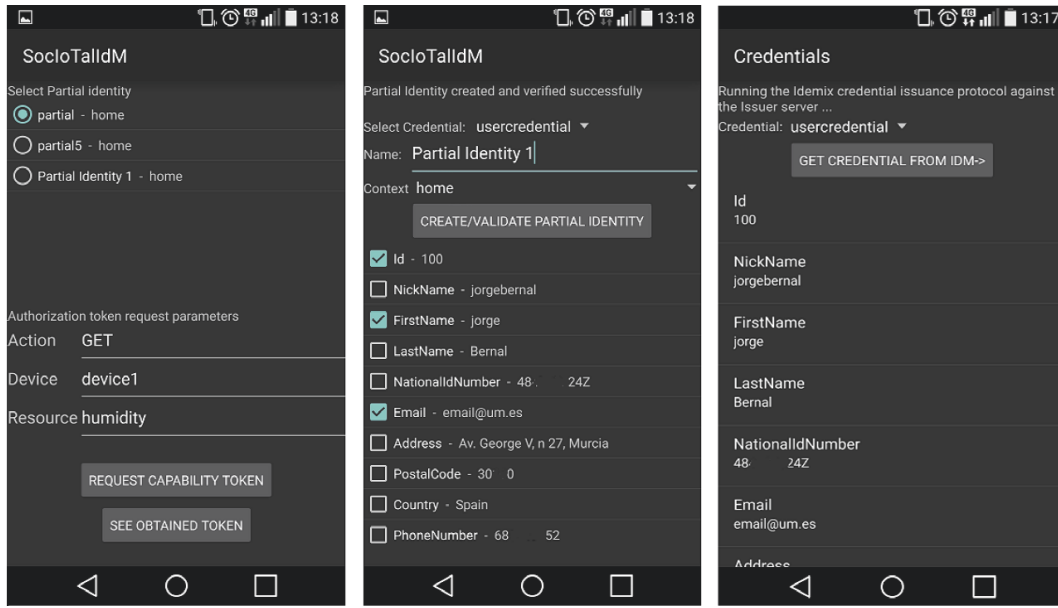 13:18
SocIoTalIdM
Select Partial identity
partial - home
partial5 - home
Partial Identity 1 - home
Authorization token request parameters
Action GET
Device device1
Resource humidity
REQUEST CAPABILITY TOKEN
SEE OBTAINED TOKEN
4G 13:18
SocIoTalIdM
Partial Identity created and verified successfully
Select Credential: usercredential
Name: Partial Identity 1
Context home
CREATE/VALIDATE PARTIAL IDENTITY
Id - 100
NickName - jorgebernal
FirstName - jorge
LastName - Bernal
NationalIdNumber - 48 24Z
Email - email@um.es
Address - Av. George V, n 27, Murcia
PostalCode - 30 0
Country - Spain
PhoneNumber - 68 52
4G 13:17
Credentials
Running the Idemix credential issuance protocol against
the Issuer server ...
Credential: usercredential
GET CREDENTIAL FROM IDM->
Id
100
NickName
jorgebernal
FirstName
jorge
LastName
Bernal
NationalIdNumber
48 24Z
Email
email@um.es
Address